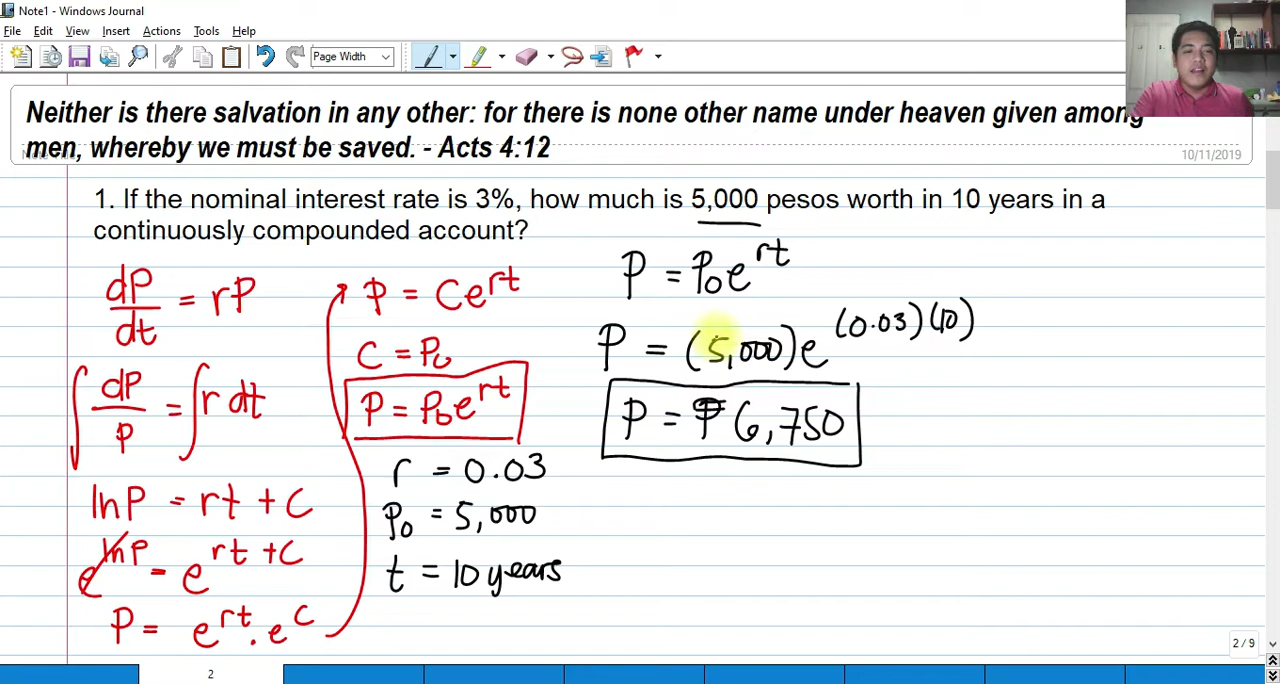 Note1 - Windows Journal
File Edit View Insert Actions Tools Help
Page Width
Neither is there salvation in any other: for there is none other name under heaven given among
men, whereby we must be saved. - Acts 4:12
Note Title
10/11/2019
1. If the nominal interest rate is 3%, how much is 5,000 pesos worth in 10 years in a
continuously compounded account?
dP/dt = rP
∫ dP/P = ∫ r dt
ln P = rt + C
e^(ln P) = e^(rt + C)
P = e^(rt) . e^C
P = Ce^(rt)
C = P₀
P = P₀e^(rt)
r = 0.03
P₀ = 5,000
t = 10 years
P = P₀e^(rt)
P = (5,000)e^((0.03)(10))
P = ₱6,750
2/9
2